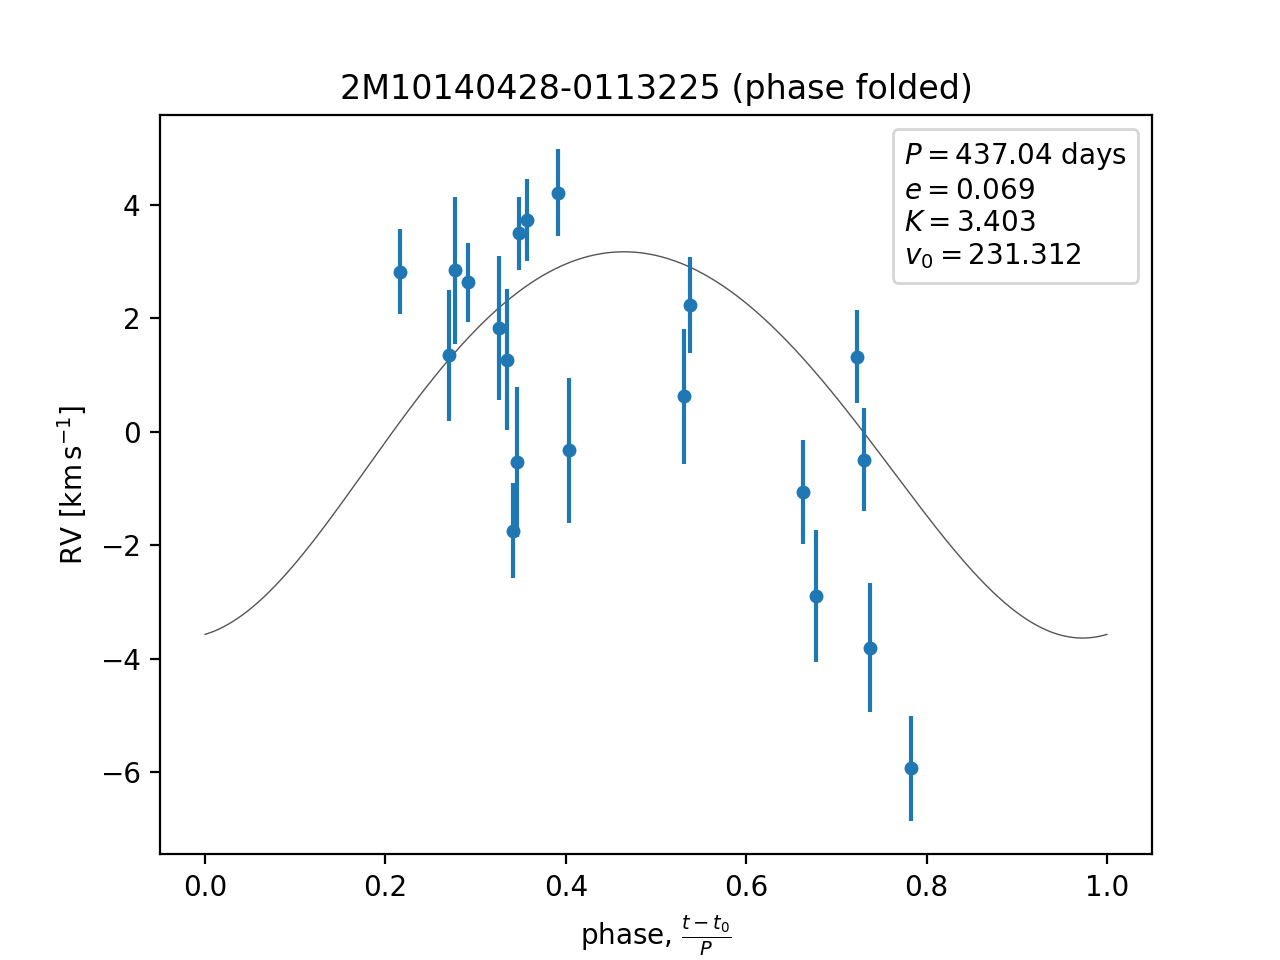 2M10140428-0113225 (phase folded)
P = 437.04 days
e = 0.069
K = 3.403
v₀ = 231.312
RV [km s⁻¹]
4
2
0
−2
−4
−6
0.0 0.2 0.4 0.6 0.8 1.0
phase, (t − t₀)/P